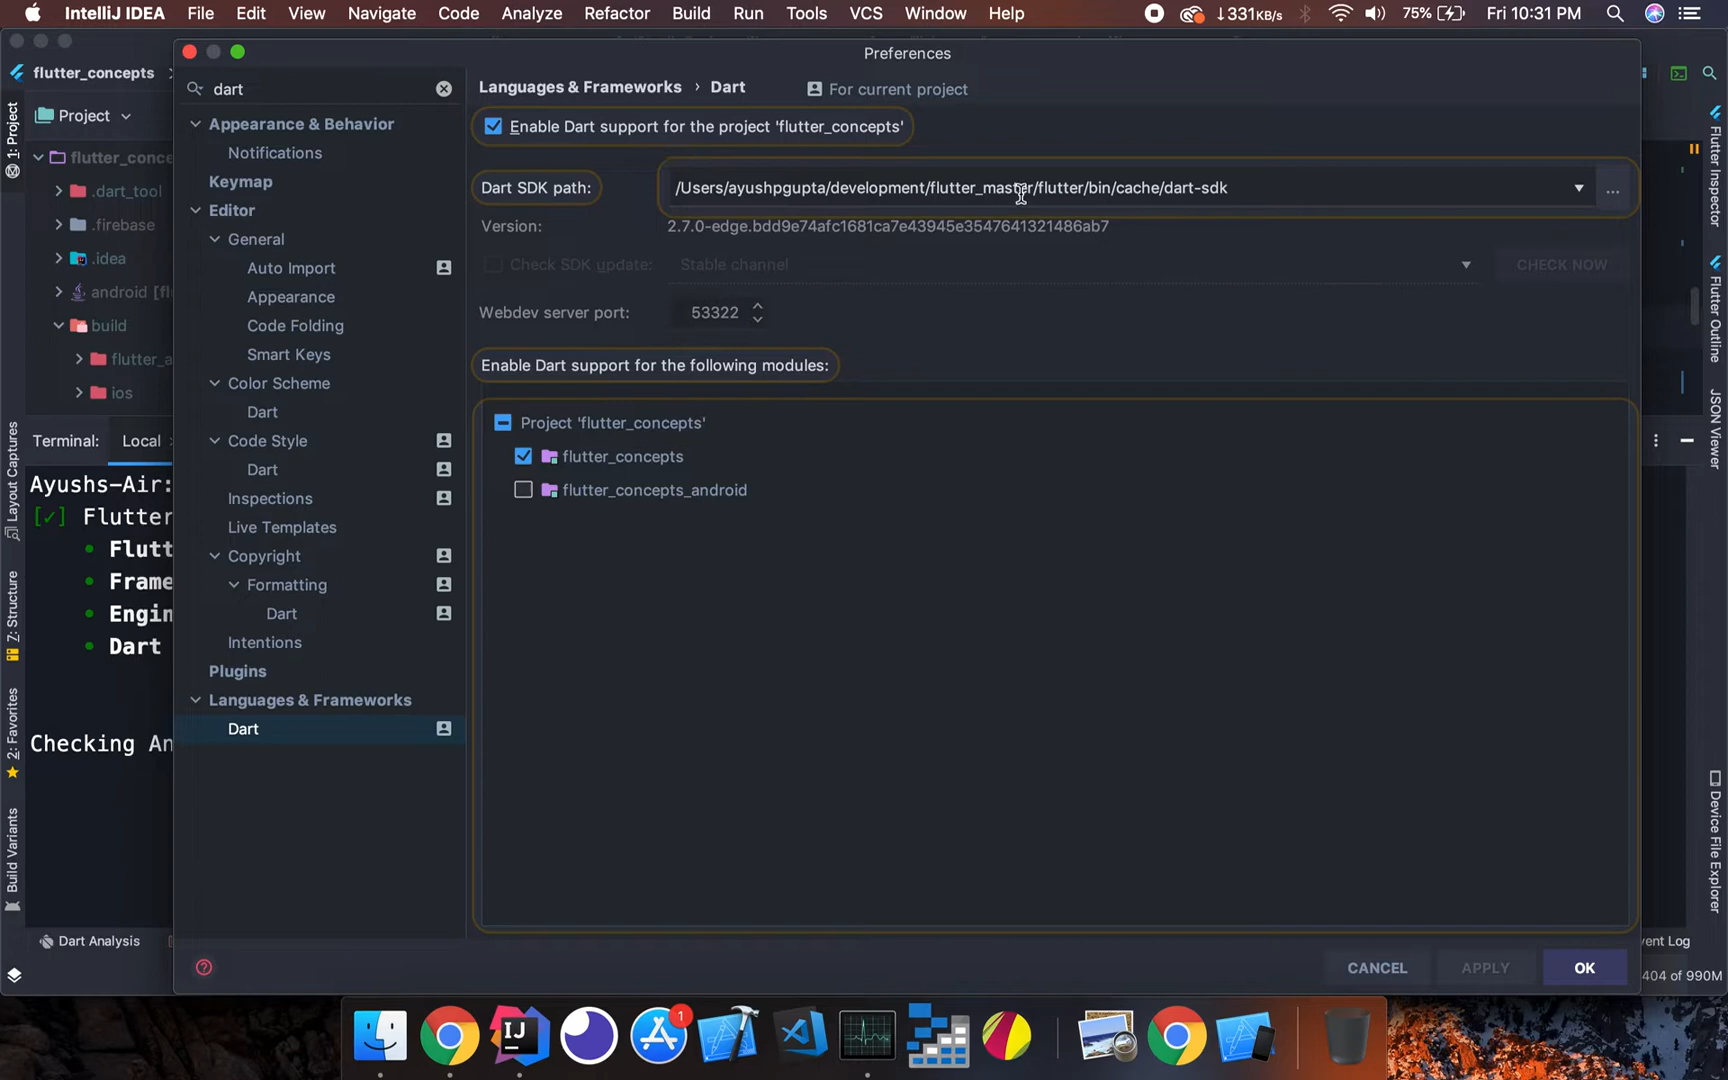 IntelliJ IDEA File Edit View Navigate Code Analyze Refactor Build Run Tools VCS Window Help ↓331KB/s 75% Fri 10:31 PM
Preferences
flutter_concepts
dart
Languages & Frameworks › Dart For current project
Project
Appearance & Behavior
Enable Dart support for the project 'flutter_concepts'
Notifications
flutter_conce
Keymap
.dart_tool
Dart SDK path: /Users/ayushpgupta/development/flutter_master/flutter/bin/cache/dart-sdk ...
Editor
.firebase
Version: 2.7.0-edge.bdd9e74afc1681ca7e43945e3547641321486ab7
General
.idea
Auto Import
Check SDK update: Stable channel CHECK NOW
android [fl
Appearance
Webdev server port: 53322
build
Code Folding
flutter_a
Smart Keys
Enable Dart support for the following modules:
Color Scheme
ios
Dart
Project 'flutter_concepts'
Terminal: Local
Code Style
flutter_concepts
Dart
Ayushs-Air:
flutter_concepts_android
Inspections
[✓] Flutter
Live Templates
• Flutt
Copyright
• Frame
Formatting
• Engin
Dart
• Dart
Intentions
Plugins
Languages & Frameworks
Dart
Checking An
1: Project
Layout Captures
7: Structure
2: Favorites
Build Variants
Flutter Inspector
Flutter Outline
JSON Viewer
Device File Explorer
Dart Analysis
vent Log
? CANCEL APPLY OK
404 of 990M
IJ
1